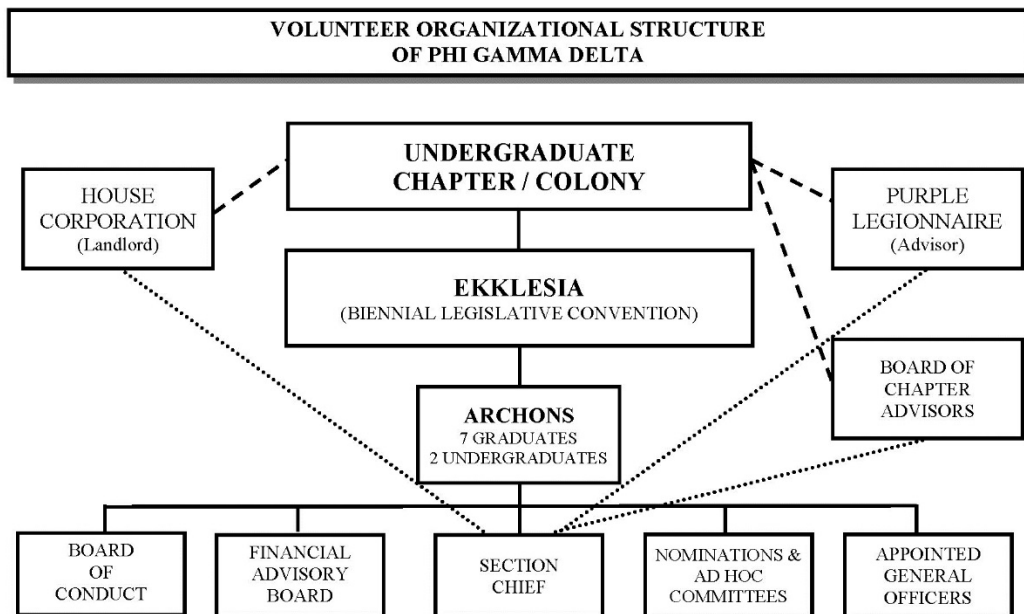 VOLUNTEER ORGANIZATIONAL STRUCTURE
OF PHI GAMMA DELTA
UNDERGRADUATE
CHAPTER / COLONY
HOUSE
CORPORATION
(Landlord)
PURPLE
LEGIONNAIRE
(Advisor)
EKKLESIA
(BIENNIAL LEGISLATIVE CONVENTION)
BOARD OF
CHAPTER
ADVISORS
ARCHONS
7 GRADUATES
2 UNDERGRADUATES
BOARD
OF
CONDUCT
FINANCIAL
ADVISORY
BOARD
SECTION
CHIEF
NOMINATIONS &
AD HOC
COMMITTEES
APPOINTED
GENERAL
OFFICERS